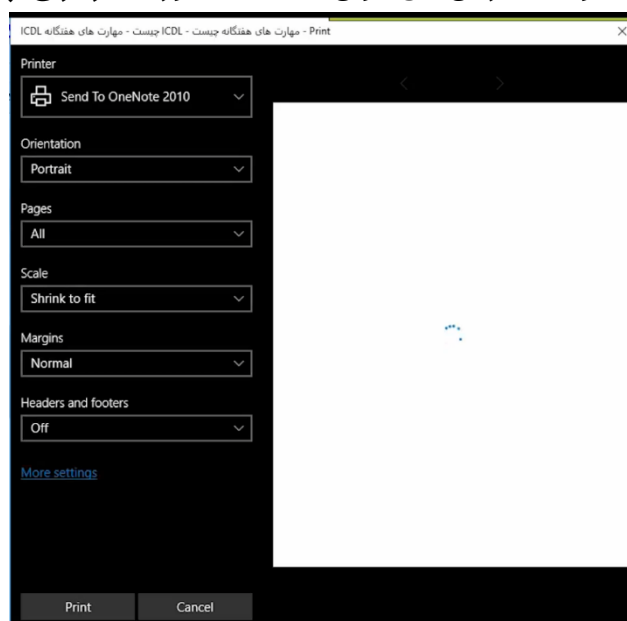 ICDL چیست - مهارت های هفتگانه ICDL - مهارت های هفتگانه چیست - Print
Printer
Send To OneNote 2010
Orientation
Portrait
Pages
All
Scale
Shrink to fit
Margins
Normal
Headers and footers
Off
More settings
Print
Cancel